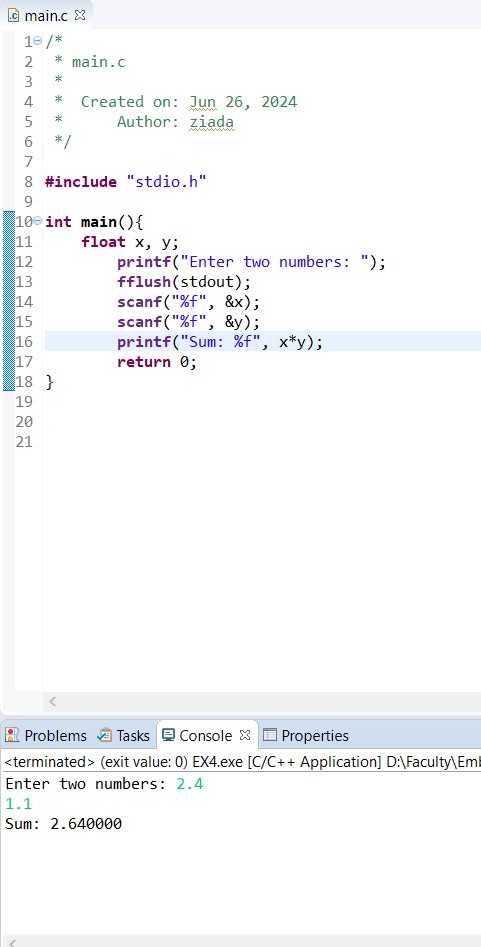 main.c
1 /*
2  * main.c
3  *
4  *  Created on: Jun 26, 2024
5  *      Author: ziada
6  */
7
8 #include "stdio.h"
9
10 int main(){
11     float x, y;
12         printf("Enter two numbers: ");
13         fflush(stdout);
14         scanf("%f", &x);
15         scanf("%f", &y);
16         printf("Sum: %f", x*y);
17         return 0;
18 }
19
20
21
Problems Tasks Console Properties
<terminated> (exit value: 0) EX4.exe [C/C++ Application] D:\Faculty\Emb
Enter two numbers: 2.4
1.1
Sum: 2.640000